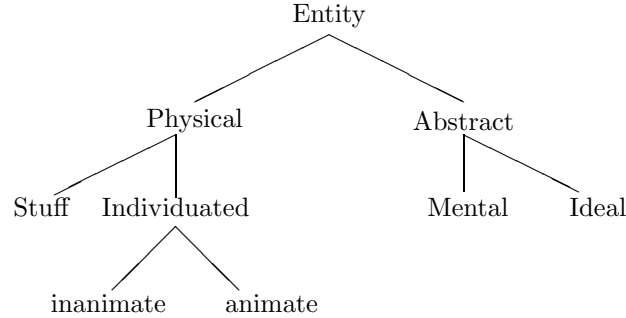 Entity
Physical Abstract
Stuff Individuated Mental Ideal
inanimate animate